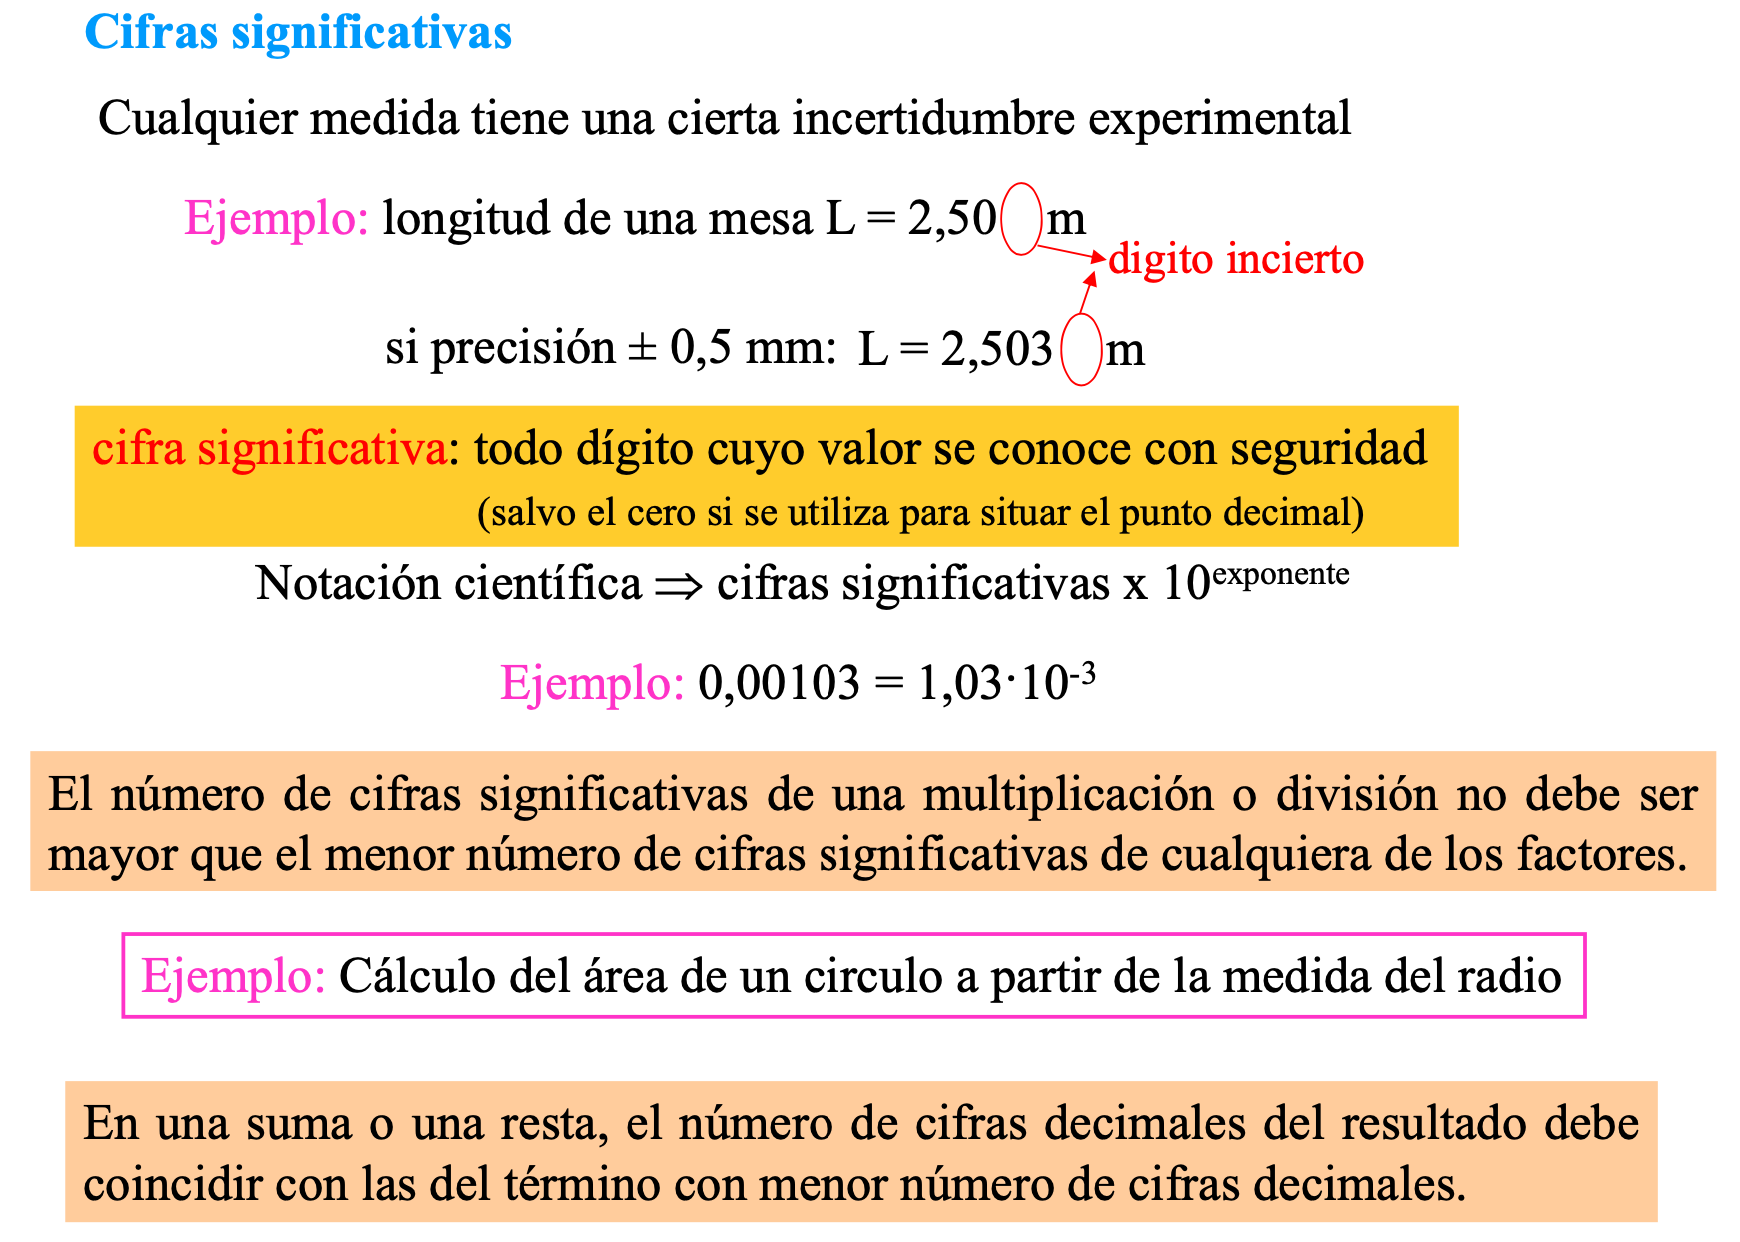 Cifras significativas
Cualquier medida tiene una cierta incertidumbre experimental
Ejemplo: longitud de una mesa L = 2,50 m
digito incierto
si precisión ± 0,5 mm: L = 2,503 m
cifra significativa: todo dígito cuyo valor se conoce con seguridad
(salvo el cero si se utiliza para situar el punto decimal)
Notación científica ⇒ cifras significativas x 10^exponente
Ejemplo: 0,00103 = 1,03·10^-3
El número de cifras significativas de una multiplicación o división no debe ser
mayor que el menor número de cifras significativas de cualquiera de los factores.
Ejemplo: Cálculo del área de un circulo a partir de la medida del radio
En una suma o una resta, el número de cifras decimales del resultado debe
coincidir con las del término con menor número de cifras decimales.